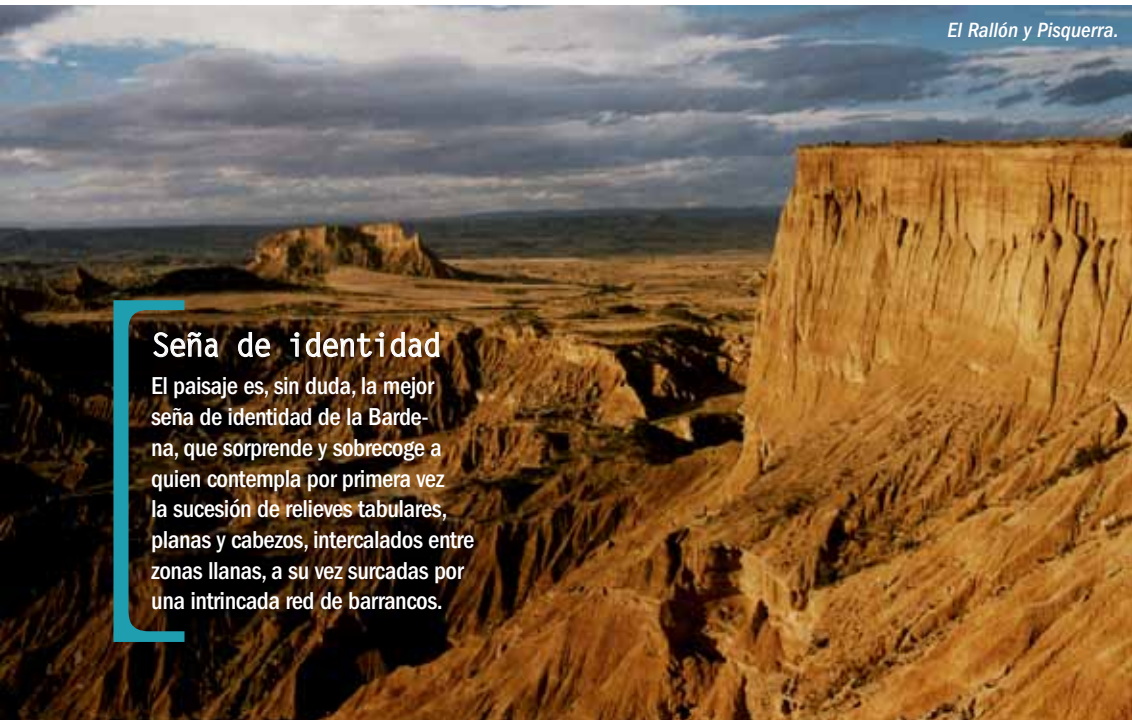 El Rallón y Pisquerra.
Seña de identidad
El paisaje es, sin duda, la mejor
seña de identidad de la Barde-
na, que sorprende y sobrecoge a
quien contempla por primera vez
la sucesión de relieves tabulares,
planas y cabezos, intercalados entre
zonas llanas, a su vez surcadas por
una intrincada red de barrancos.